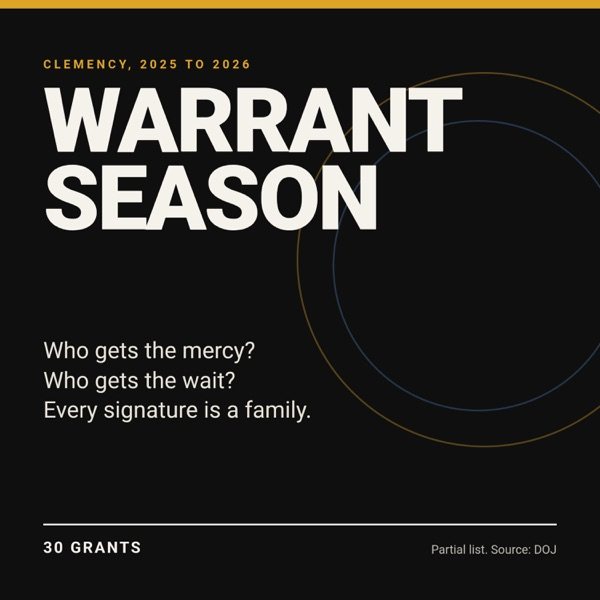 CLEMENCY, 2025 TO 2026
WARRANT
SEASON
Who gets the mercy?
Who gets the wait?
Every signature is a family.
30 GRANTS
Partial list. Source: DOJ